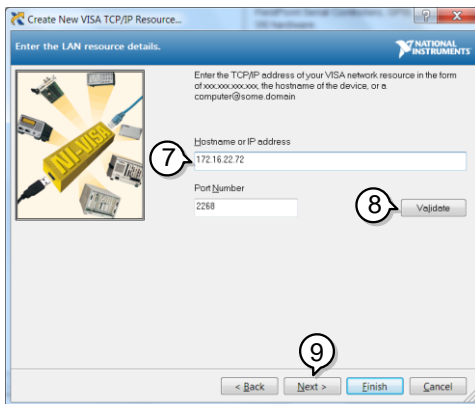 Create New VISA TCP/IP Resource...
Enter the LAN resource details.
NATIONAL
INSTRUMENTS
Enter the TCP/IP address of your VISA network resource in the form
of xxx.xxx.xxx.xxx, the hostname of the device, or a
computer@some.domain
NI-VISA
Hostname or IP address
7
172.16.22.72
Port Number
2268
8
Validate
9
< Back
Next >
Finish
Cancel